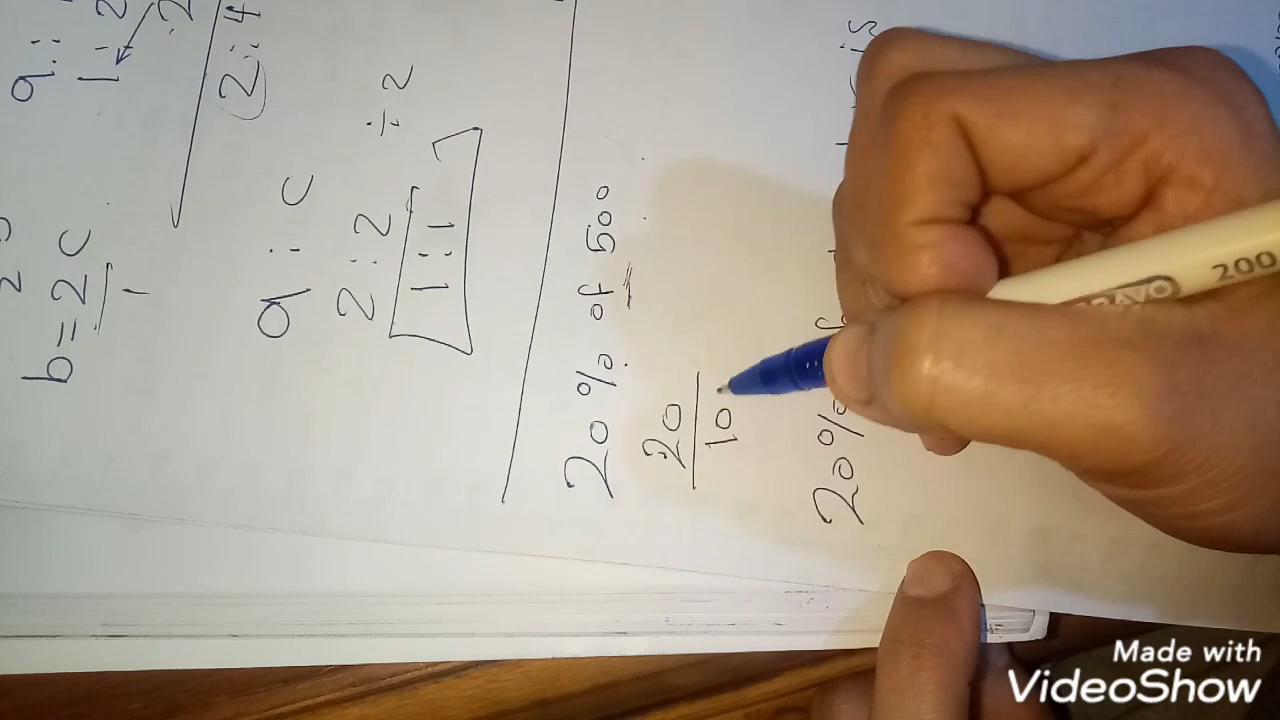 b = 2c
1
2:4
a : c
2 : 2 ÷ 2
1 : 1
20% of 500
20
10
20%
is
BRAVO 200
Made with
VideoShow